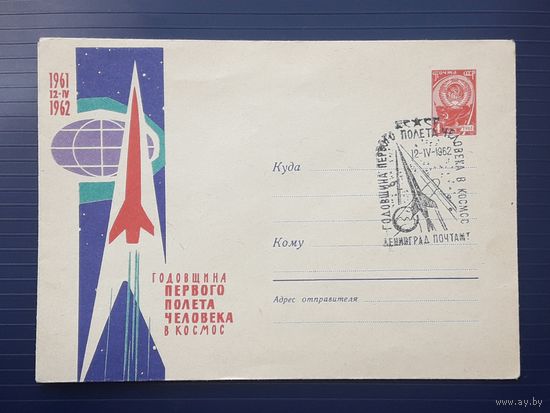 1961
12-IV
1962
ГОДОВЩИНА
ПЕРВОГО
ПОЛЕТА
ЧЕЛОВЕКА
В КОСМОС
Куда
Кому
Адрес отправителя
СССР
ГОДОВЩИНА ПЕРВОГО ПОЛЕТА ЧЕЛОВЕКА В КОСМОС
12-IV-1962
ЛЕНИНГРАД ПОЧТАМТ
www.ay.by